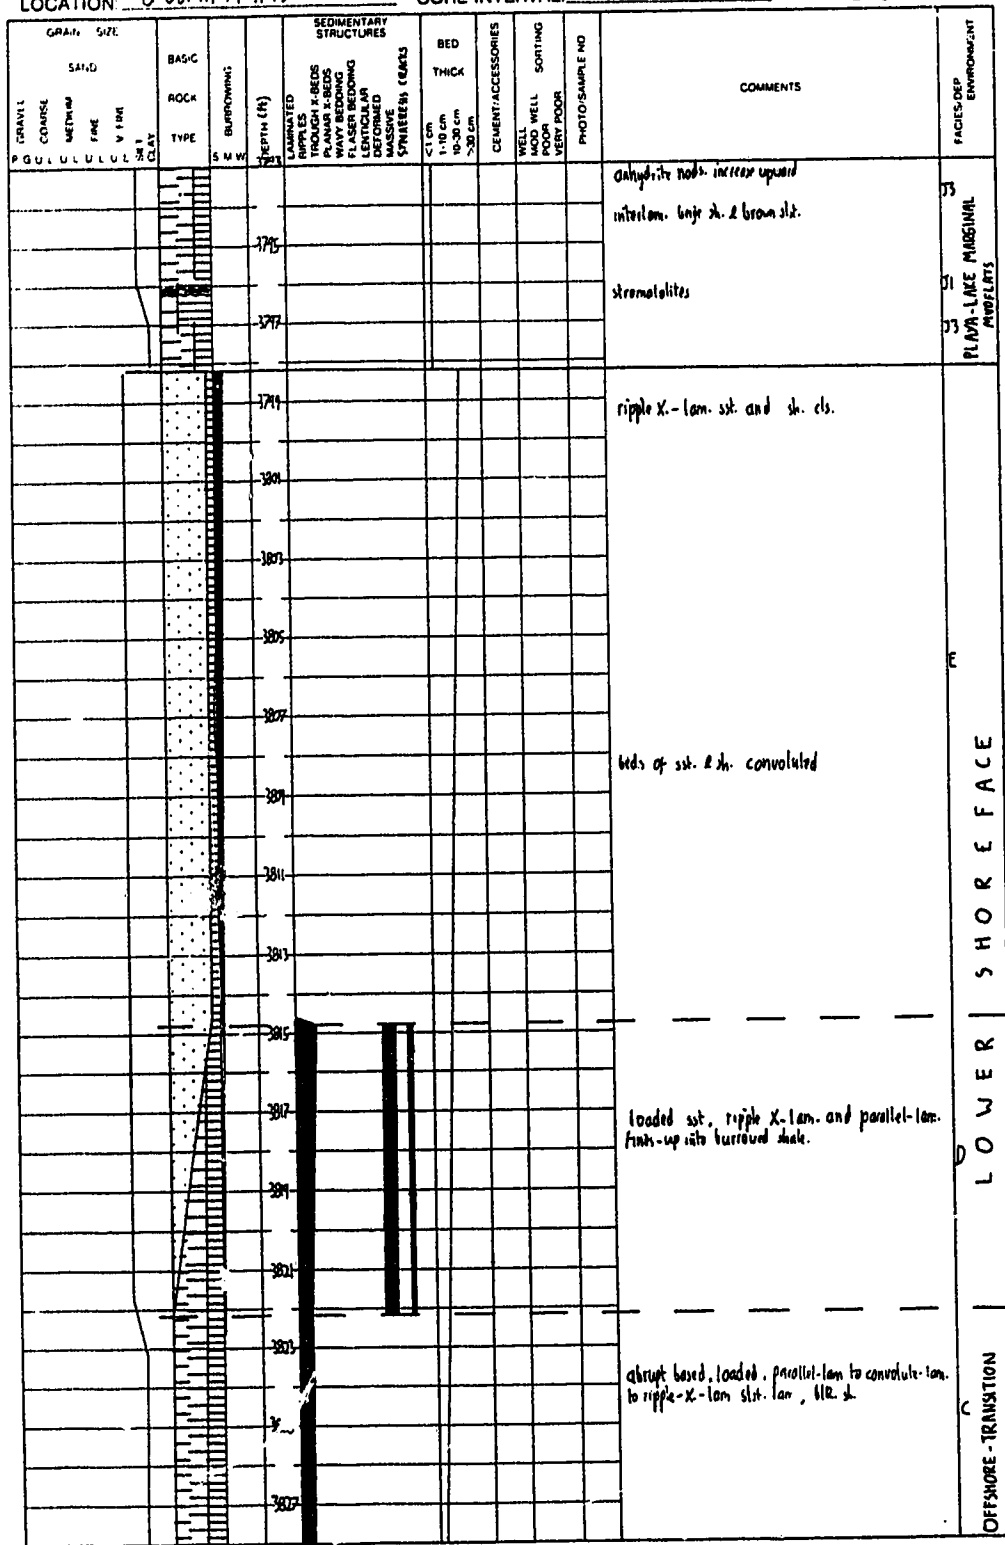 LOCATION:
CORE INTERVAL
GRAIN SIZE
SAND
GRAVEL
COARSE
MEDIUM
FINE
V FINE
SILT
CLAY
P G U L U L U L U L U L
BASIC
ROCK
TYPE
BURROWING
S M W
DEPTH (ft)
SEDIMENTARY
STRUCTURES
LAMINATED
RIPPLES
TROUGH X-BEDS
PLANAR X-BEDS
WAVY BEDDING
FLASER BEDDING
LENTICULAR
DEFORMED
MASSIVE
SYNAERESIS CRACKS
BED
THICK
<1 cm
1-10 cm
10-30 cm
>30 cm
CEMENT/ACCESSORIES
SORTING
WELL
MOD WELL
POOR
VERY POOR
PHOTO/SAMPLE NO
COMMENTS
FACIES/DEP
ENVIRONMENT
3793
anhydrite nods. increase upward
J3
interlam. beige sh. & brown slst.
3795
stromatolites
J1
3797
J3
PLAYA-LAKE MARGINAL
MUDFLATS
3799
ripple X.-lam. sst. and sh. cls.
3801
3803
3805
E
3807
beds of sst. & sh. convoluted
3809
3811
3813
3815
LOWER SHOREFACE
3817
loaded sst, ripple X-lam. and parallel-lam.
fines-up into burrowed shale.
D
3819
3821
3803
abrupt based, loaded, parallel-lam to convolute-lam.
to ripple-X-lam slst. lam, blk sh.
C
3807
OFFSHORE-TRANSITION